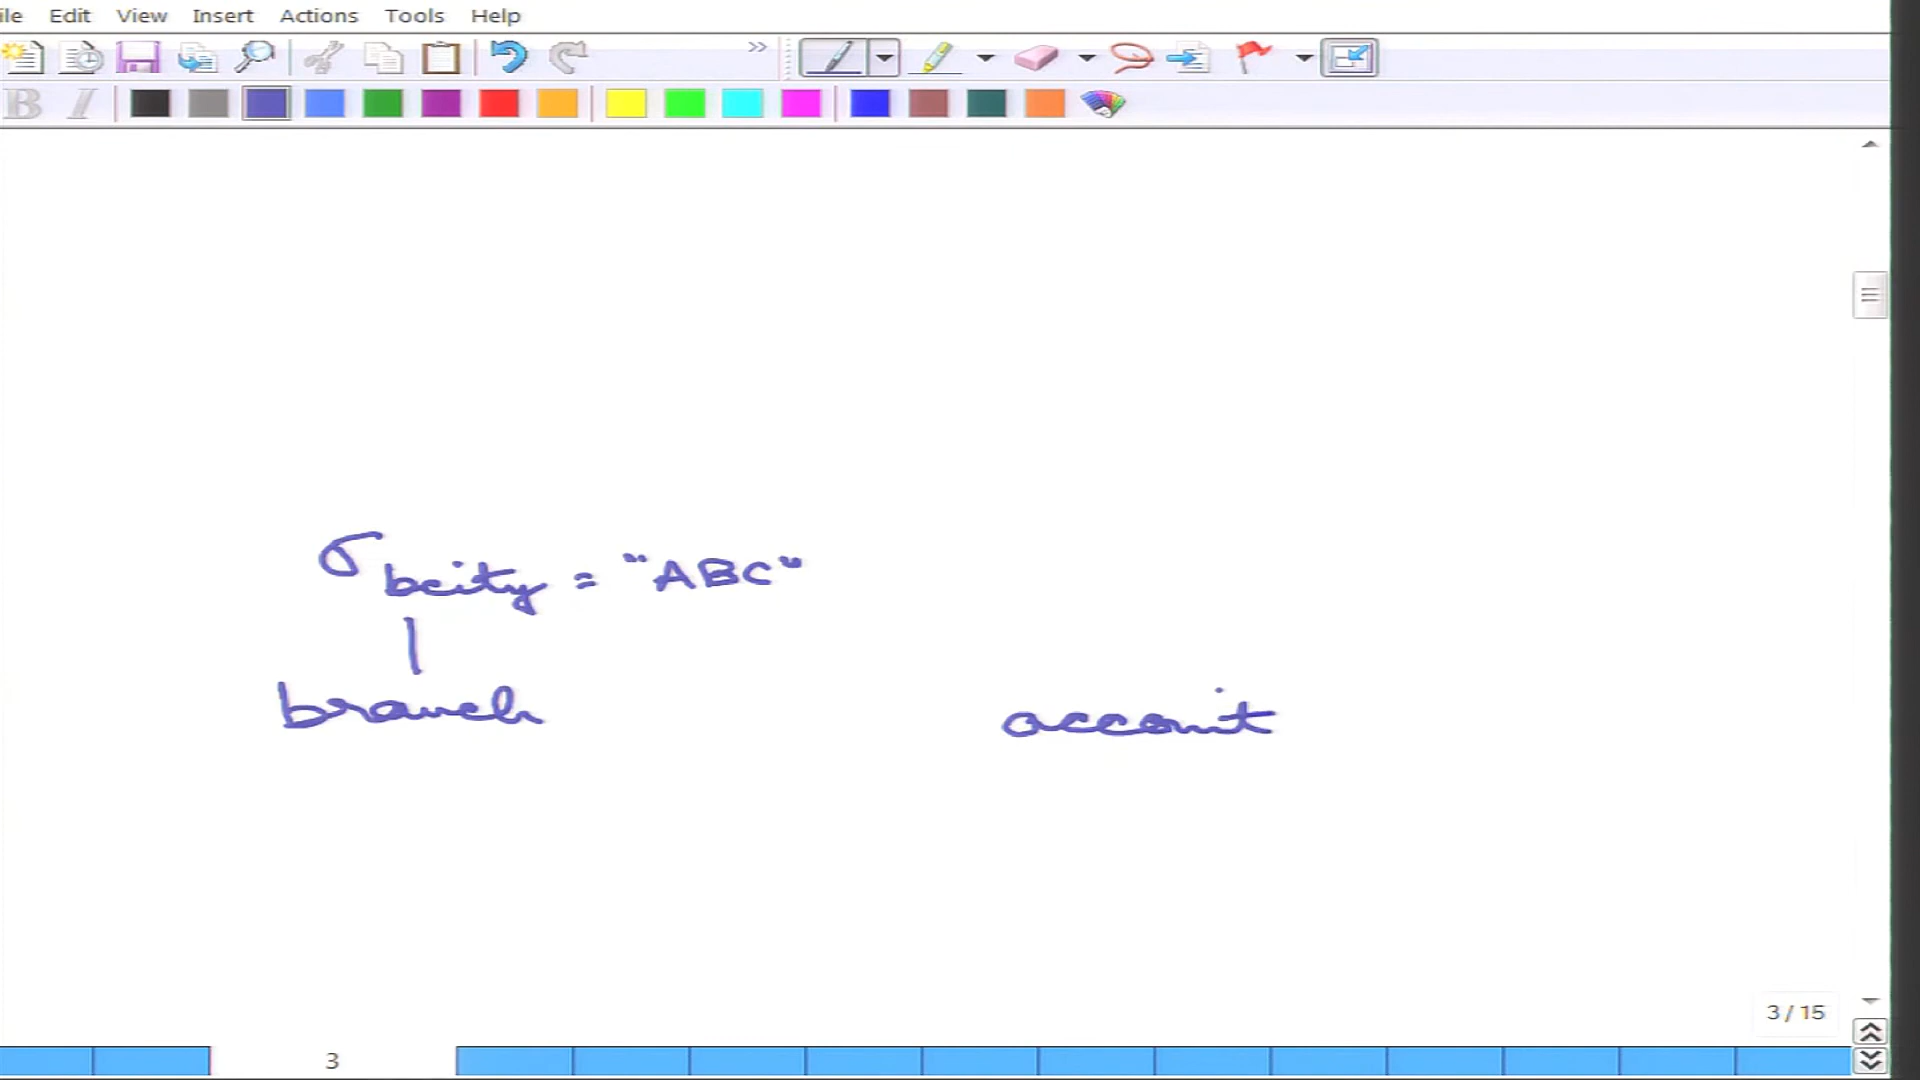 ile Edit View Insert Actions Tools Help
B I
σ bcity = "ABC"
branch account
3 / 15
3